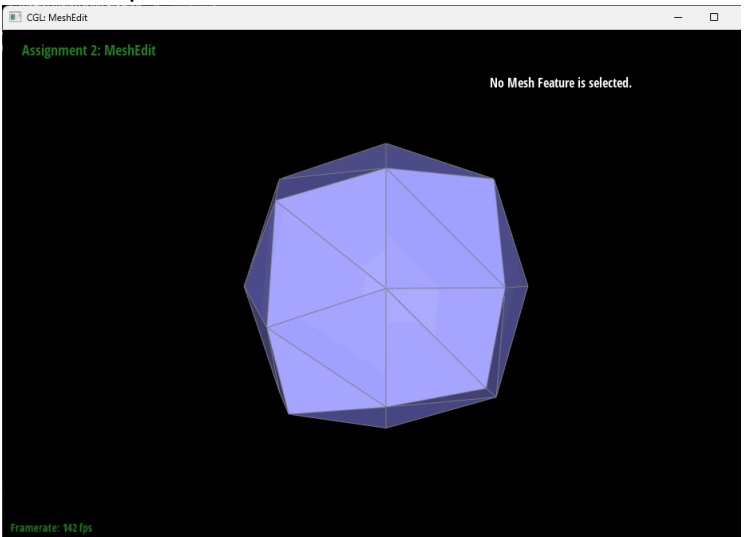 CGL: MeshEdit
Assignment 2: MeshEdit
No Mesh Feature is selected.
Framerate: 142 fps